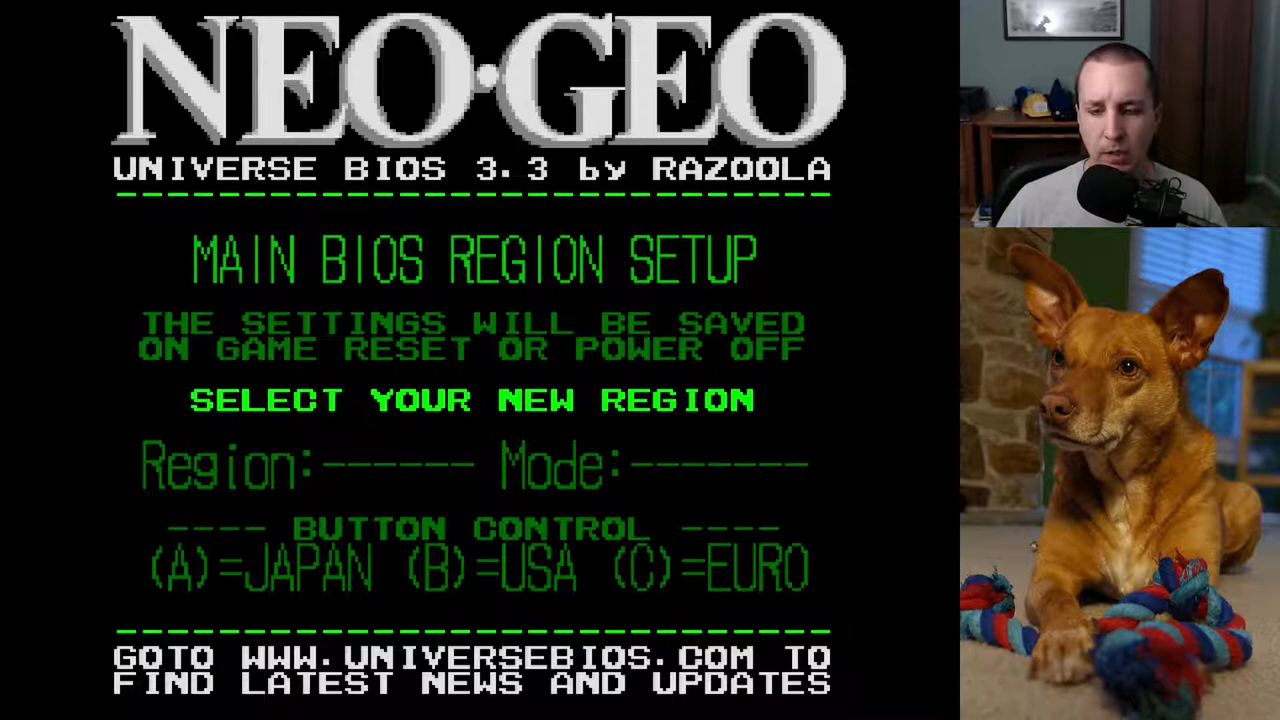 NEO·GEO
UNIVERSE BIOS 3.3 by RAZOOLA
MAIN BIOS REGION SETUP
THE SETTINGS WILL BE SAVED
ON GAME RESET OR POWER OFF
SELECT YOUR NEW REGION
Region:------ Mode:-------
---- BUTTON CONTROL ----
(A)=JAPAN (B)=USA (C)=EURO
GOTO WWW.UNIVERSEBIOS.COM TO
FIND LATEST NEWS AND UPDATES